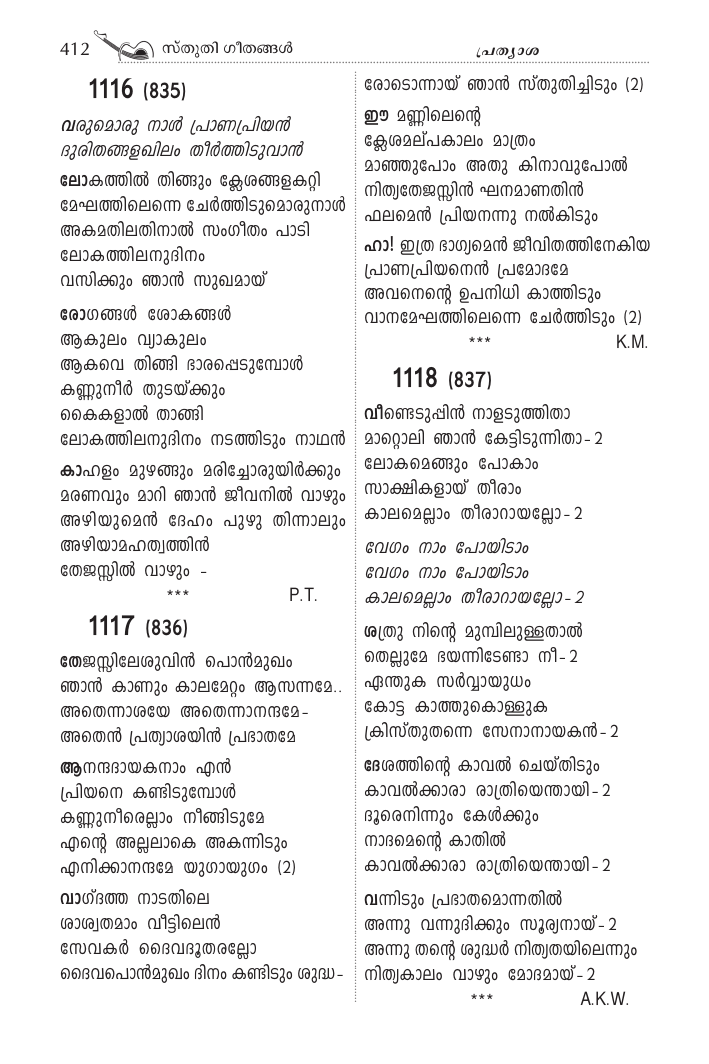 412 സ്തുതി ഗീതങ്ങൾ
പ്രത്യാശ
1116 (835)
വരുമൊരു നാൾ പ്രാണപ്രിയൻ
ദുരിതങ്ങളഖിലം തീർത്തിടുവാൻ
ലോകത്തിൽ തിങ്ങും ക്ലേശങ്ങളകറ്റി
മേഘത്തിലെന്നെ ചേർത്തിടുമൊരുനാൾ
അകമതിലതിനാൽ സംഗീതം പാടി
ലോകത്തിലനുദിനം
വസിക്കും ഞാൻ സുഖമായ്
രോഗങ്ങൾ ശോകങ്ങൾ
ആകുലം വ്യാകുലം
ആകവെ തിങ്ങി ഭാരപ്പെടുമ്പോൾ
കണ്ണുനീർ തുടയ്ക്കും
കൈകളാൽ താങ്ങി
ലോകത്തിലനുദിനം നടത്തിടും നാഥൻ
കാഹളം മുഴങ്ങും മരിച്ചോരുയിർക്കും
മരണവും മാറി ഞാൻ ജീവനിൽ വാഴും
അഴിയുമെൻ ദേഹം പുഴു തിന്നാലും
അഴിയാമഹത്വത്തിൻ
തേജസ്സിൽ വാഴും -
*** P.T.
1117 (836)
തേജസ്സിലേശുവിൻ പൊൻമുഖം
ഞാൻ കാണും കാലമേറ്റം ആസന്നമേ..
അതെന്നാശയേ അതെന്നാനന്ദമേ-
അതെൻ പ്രത്യാശയിൻ പ്രഭാതമേ
ആനന്ദദായകനാം എൻ
പ്രിയനെ കണ്ടിടുമ്പോൾ
കണ്ണുനീരെല്ലാം നീങ്ങിടുമേ
എന്റെ അല്ലലാകെ അകന്നിടും
എനിക്കാനന്ദമേ യുഗായുഗം (2)
വാഗ്ദത്ത നാടതിലെ
ശാശ്വതമാം വീട്ടിലെൻ
സേവകർ ദൈവദൂതരല്ലോ
ദൈവപൊൻമുഖം ദിനം കണ്ടിടും ശുദ്ധ-
രോടൊന്നായ് ഞാൻ സ്തുതിച്ചിടും (2)
ഈ മണ്ണിലെന്റെ
ക്ലേശമല്പകാലം മാത്രം
മാഞ്ഞുപോം അതു കിനാവുപോൽ
നിത്യതേജസ്സിൻ ഘനമാണതിൻ
ഫലമെൻ പ്രിയനന്നു നൽകിടും
ഹാ! ഇത്ര ഭാഗ്യമെൻ ജീവിതത്തിനേകിയ
പ്രാണപ്രിയനെൻ പ്രമോദമേ
അവനെന്റെ ഉപനിധി കാത്തിടും
വാനമേഘത്തിലെന്നെ ചേർത്തിടും (2)
*** K.M.
1118 (837)
വീണ്ടെടുപ്പിൻ നാളടുത്തിതാ
മാറ്റൊലി ഞാൻ കേട്ടിടുന്നിതാ-2
ലോകമെങ്ങും പോകാം
സാക്ഷികളായ് തീരാം
കാലമെല്ലാം തീരാറായല്ലോ-2
വേഗം നാം പോയിടാം
വേഗം നാം പോയിടാം
കാലമെല്ലാം തീരാറായല്ലോ-2
ശത്രു നിന്റെ മുമ്പിലുള്ളതാൽ
തെല്ലുമേ ഭയന്നിടേണ്ടാ നീ-2
ഏന്തുക സർവ്വായുധം
കോട്ട കാത്തുകൊള്ളുക
ക്രിസ്തുതന്നെ സേനാനായകൻ-2
ദേശത്തിന്റെ കാവൽ ചെയ്തിടും
കാവൽക്കാരാ രാത്രിയെന്തായി-2
ദൂരെനിന്നും കേൾക്കും
നാദമെന്റെ കാതിൽ
കാവൽക്കാരാ രാത്രിയെന്തായി-2
വന്നിടും പ്രഭാതമൊന്നതിൽ
അന്നു വന്നുദിക്കും സൂര്യനായ്-2
അന്നു തന്റെ ശുദ്ധർ നിത്യതയിലെന്നും
നിത്യകാലം വാഴും മോദമായ്-2
*** A.K.W.